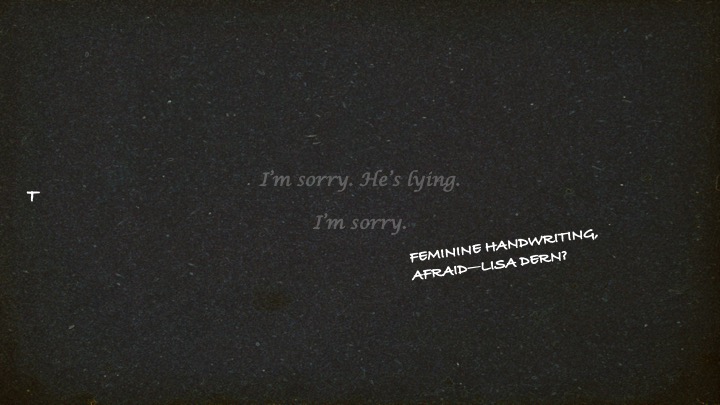 I'm sorry. He's lying.
T
I'm sorry.
FEMININE HANDWRITING,
AFRAID—LISA DERN?